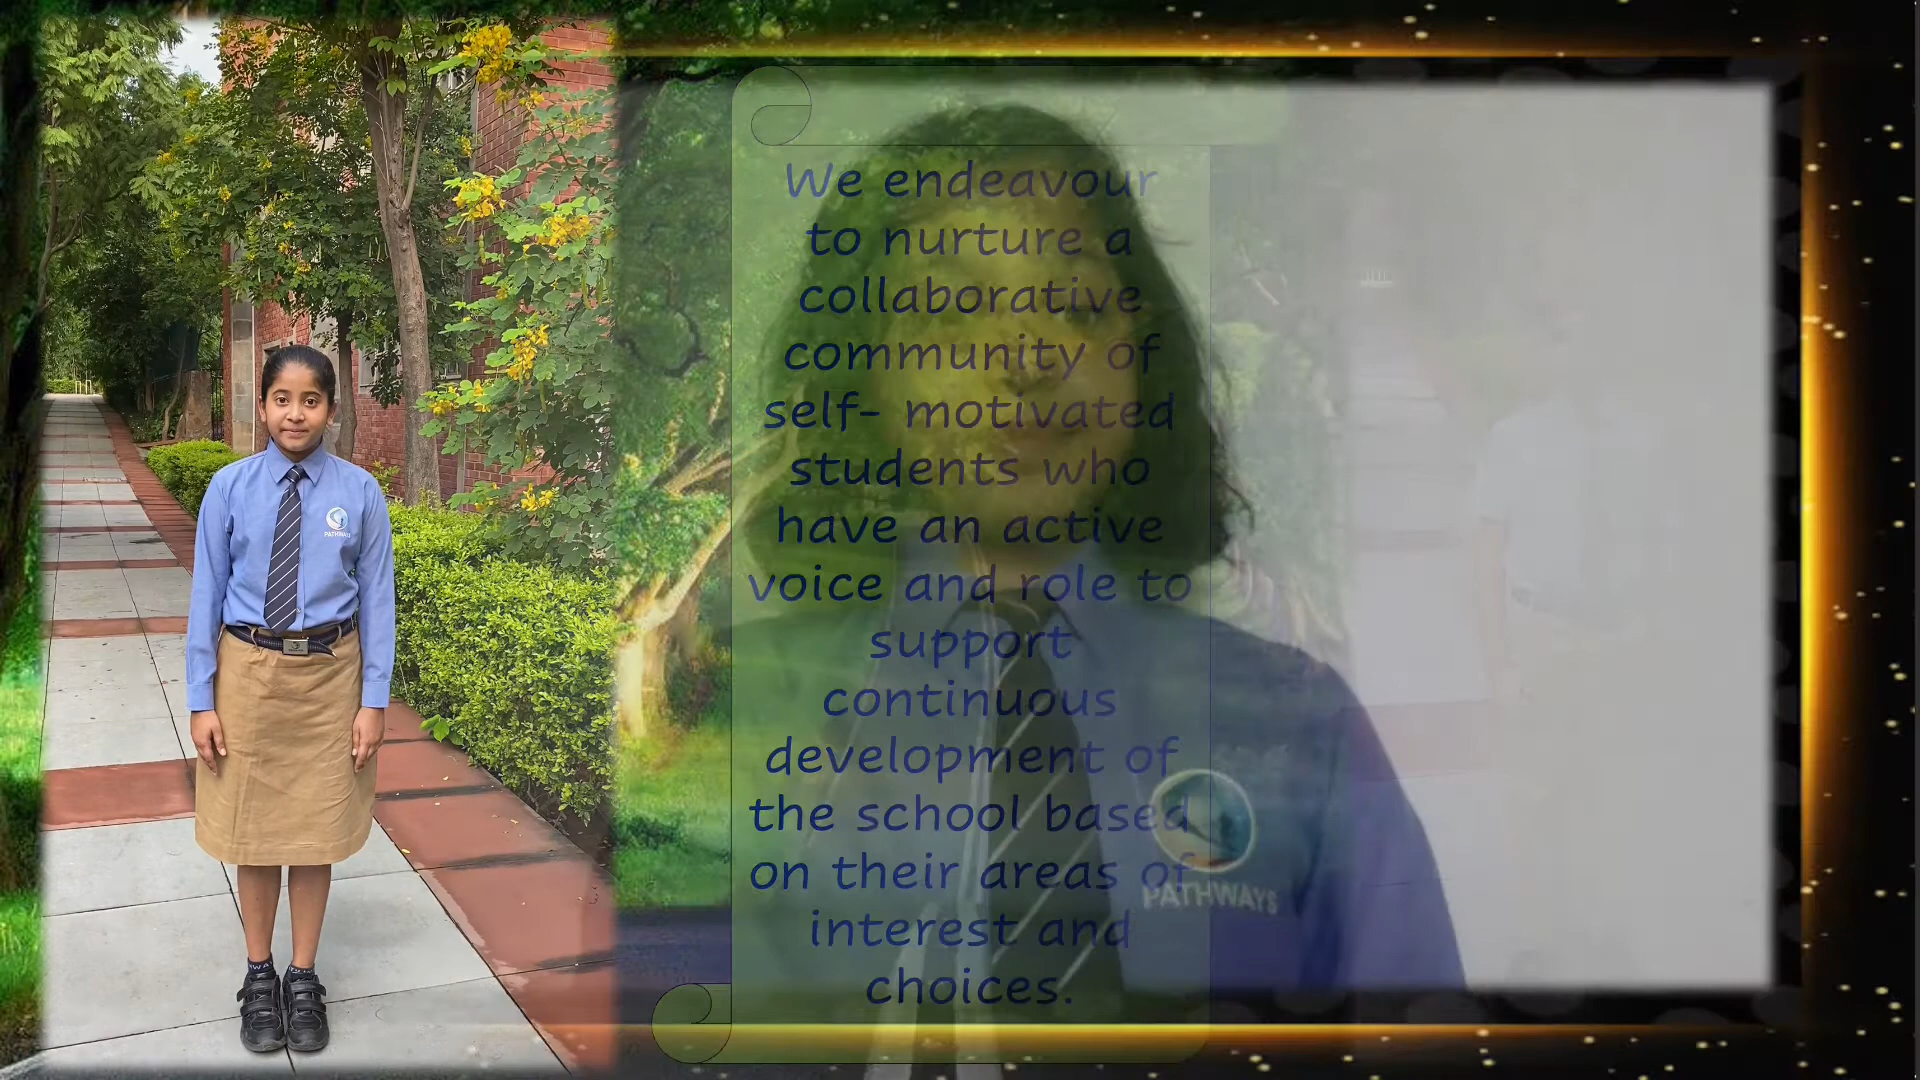 We endeavour
to nurture a
collaborative
community of
self- motivated
students who
have an active
voice and role to
support
continuous
development of
the school based
on their areas of
interest and
choices.
PATHWAYS
PATHWAYS